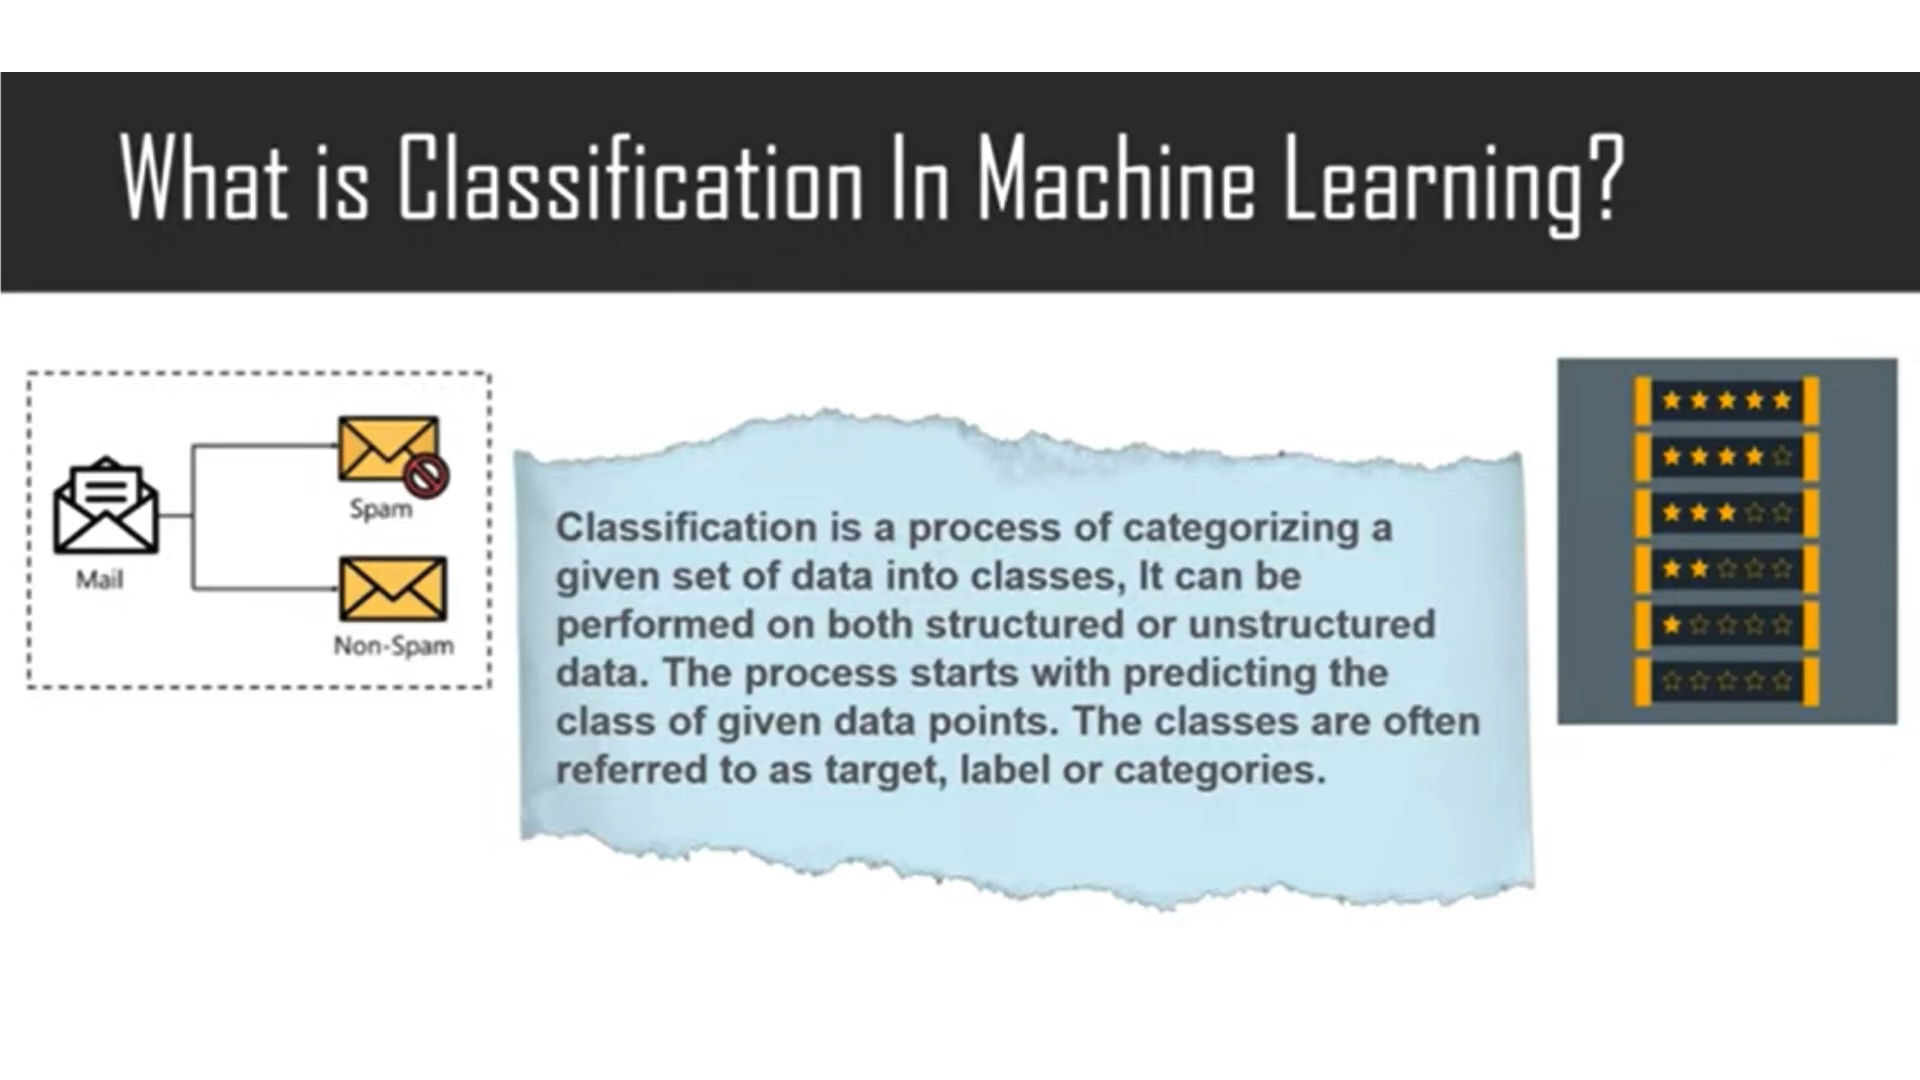 What is Classification In Machine Learning?
Mail
Spam
Non-Spam
Classification is a process of categorizing a
given set of data into classes, It can be
performed on both structured or unstructured
data. The process starts with predicting the
class of given data points. The classes are often
referred to as target, label or categories.